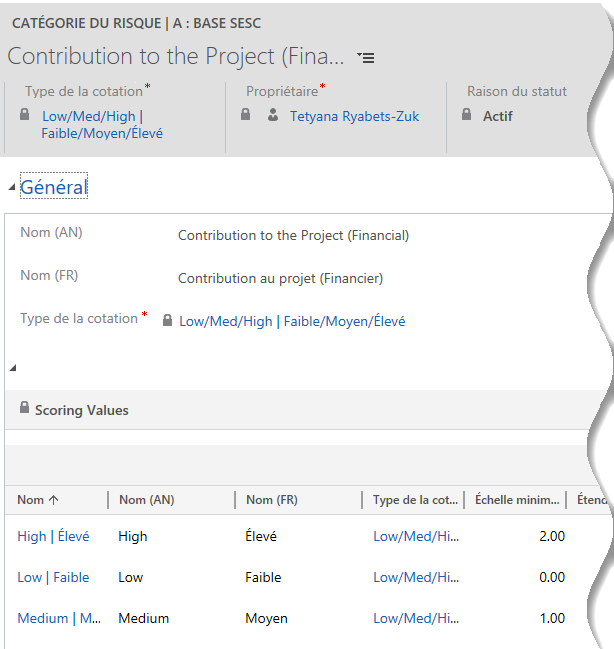 CATÉGORIE DU RISQUE | A : BASE SESC
Contribution to the Project (Fina...
Type de la cotation* Propriétaire* Raison du statut
Low/Med/High | Tetyana Ryabets-Zuk Actif
Faible/Moyen/Élevé
Général
Nom (AN) Contribution to the Project (Financial)
Nom (FR) Contribution au projet (Financier)
Type de la cotation * Low/Med/High | Faible/Moyen/Élevé
Scoring Values
Nom Nom (AN) Nom (FR) Type de la cot... Échelle minim... Étend
High | Élevé High Élevé Low/Med/Hi... 2.00
Low | Faible Low Faible Low/Med/Hi... 0.00
Medium | M... Medium Moyen Low/Med/Hi... 1.00